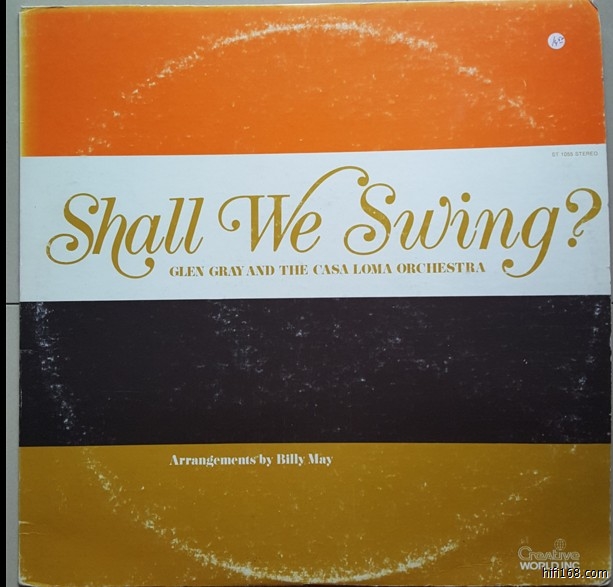 ST 1055 STEREO
Shall We Swing?
GLEN GRAY AND THE CASA LOMA ORCHESTRA
Arrangements by Billy May
Creative
WORLD INC
hifi168.com